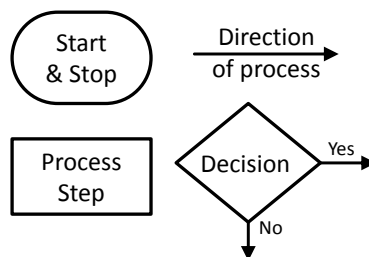 Start
& Stop
Direction
of process
Process
Step
Decision
Yes
No